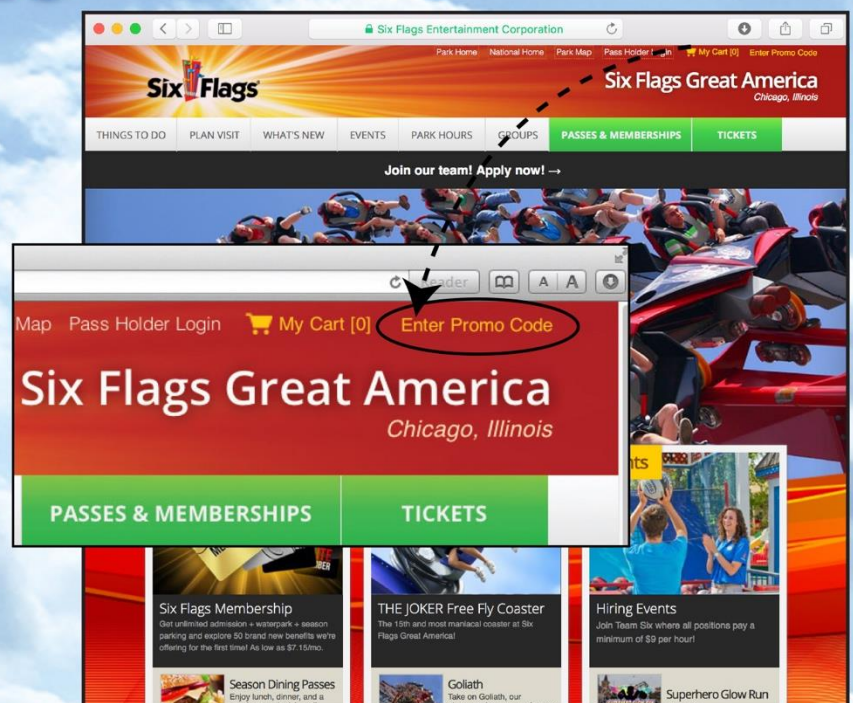 Six Flags Entertainment Corporation
Park Home National Home Park Map Pass Holder Login My Cart [0] Enter Promo Code
Six Flags
Six Flags Great America
Chicago, Illinois
THINGS TO DO PLAN VISIT WHAT'S NEW EVENTS PARK HOURS GROUPS PASSES & MEMBERSHIPS TICKETS
Join our team! Apply now! →
Reader A A
Map Pass Holder Login My Cart [0] Enter Promo Code
Six Flags Great America
Chicago, Illinois
PASSES & MEMBERSHIPS TICKETS
Six Flags Membership
Get unlimited admission + waterpark + season
parking and explore 50 brand new benefits we're
offering for the first time! As low as $7.15/mo.
THE JOKER Free Fly Coaster
The 15th and most maniacal coaster at Six
Flags Great America!
Hiring Events
Join Team Six where all positions pay a
minimum of $9 per hour!
Season Dining Passes
Enjoy lunch, dinner, and a
Goliath
Take on Goliath, our
Superhero Glow Run